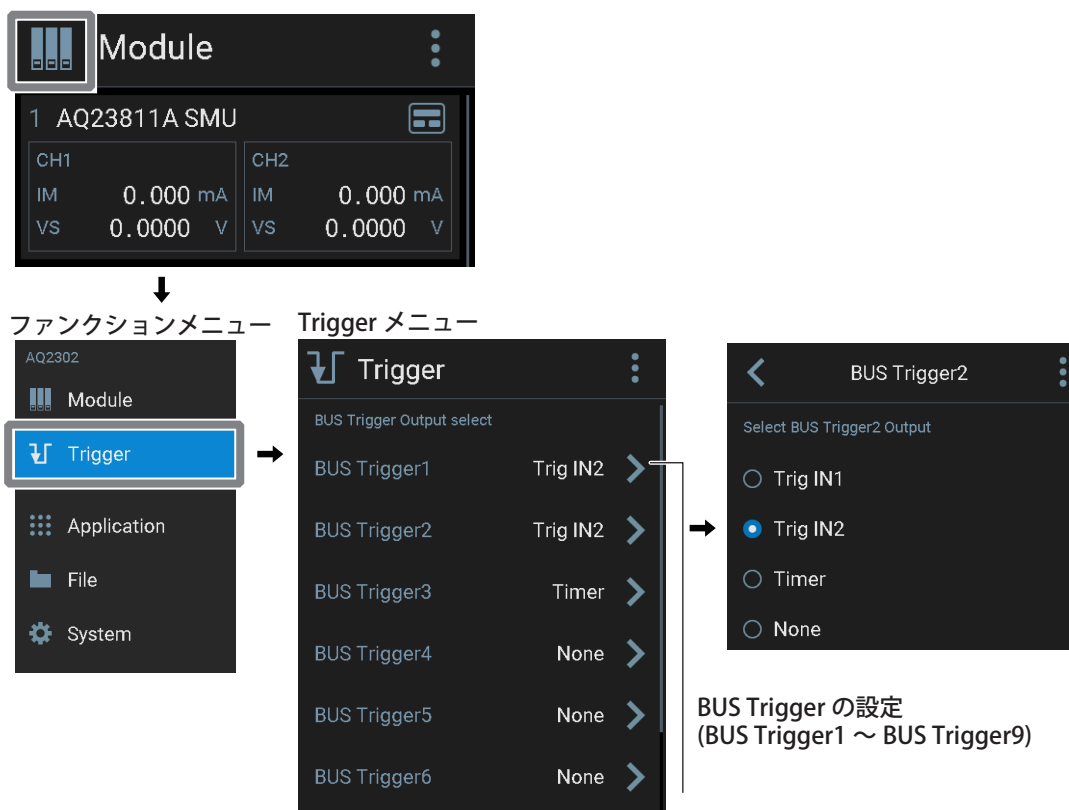 Module
1 AQ23811A SMU
CH1
IM 0.000 mA
VS 0.0000 V
CH2
IM 0.000 mA
VS 0.0000 V
ファンクションメニュー
AQ2302
Module
Trigger
Application
File
System
Trigger メニュー
Trigger
BUS Trigger Output select
BUS Trigger1 Trig IN2
BUS Trigger2 Trig IN2
BUS Trigger3 Timer
BUS Trigger4 None
BUS Trigger5 None
BUS Trigger6 None
BUS Trigger2
Select BUS Trigger2 Output
Trig IN1
Trig IN2
Timer
None
BUS Trigger の設定
(BUS Trigger1 ～ BUS Trigger9)